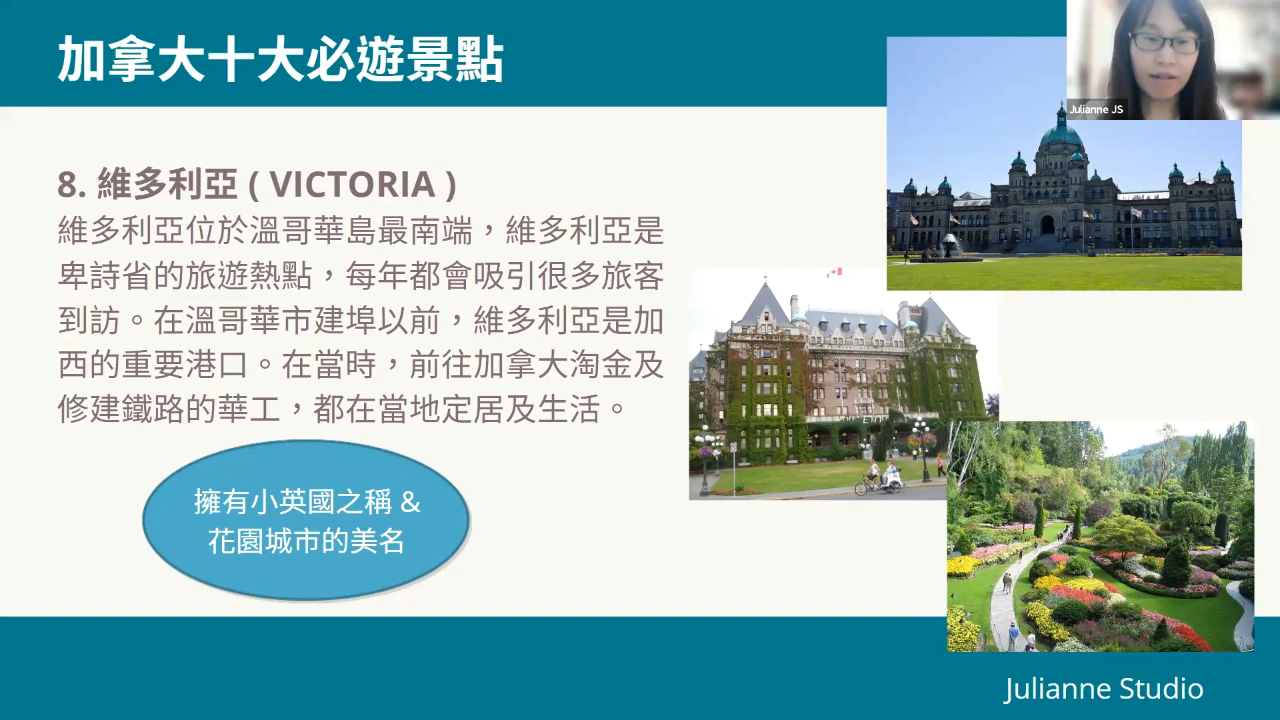 加拿大十大必遊景點
Julianne JS
8. 維多利亞 ( VICTORIA )
維多利亞位於溫哥華島最南端，維多利亞是
卑詩省的旅遊熱點，每年都會吸引很多旅客
到訪。在溫哥華市建埠以前，維多利亞是加
西的重要港口。在當時，前往加拿大淘金及
修建鐵路的華工，都在當地定居及生活。
擁有小英國之稱 &
花園城市的美名
Julianne Studio